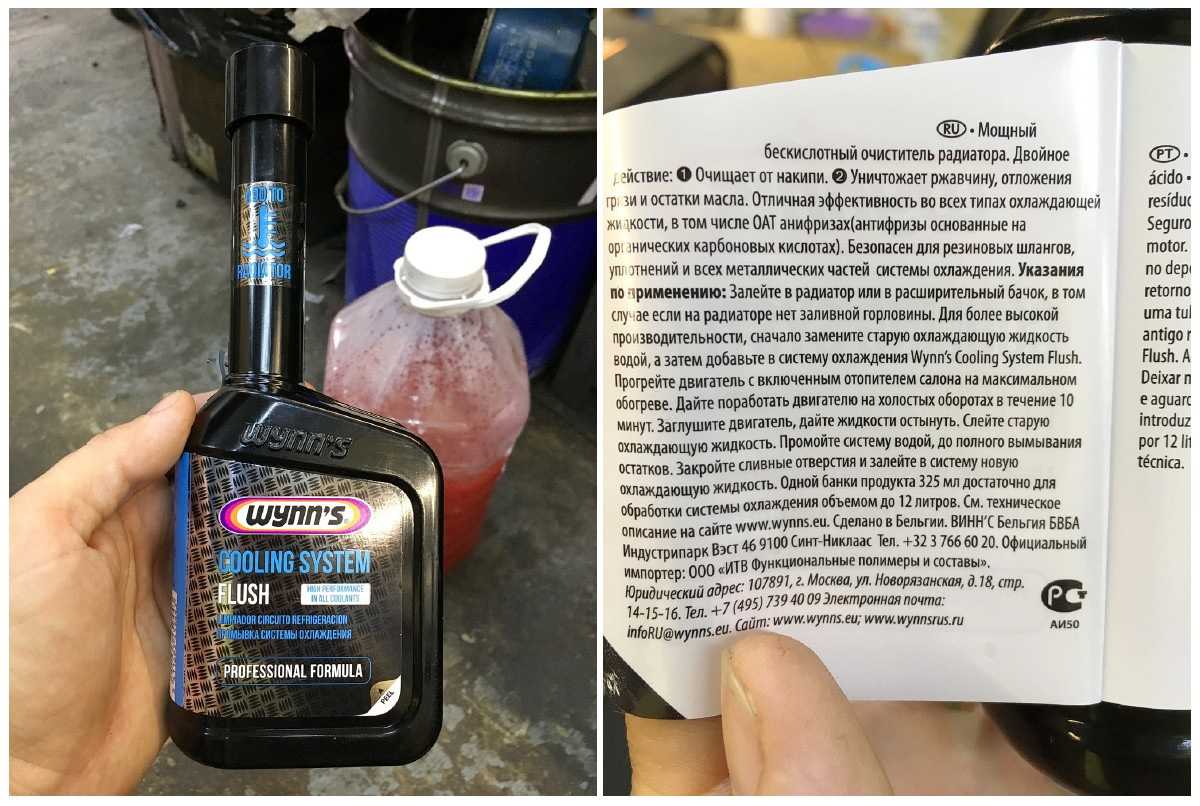 ADD TO
RADIATOR
Wynn's
Wynn's
COOLING SYSTEM
FLUSH
HIGH PERFORMANCE
IN ALL COOLANTS
LIMPIADOR CIRCUITO REFRIGERACION
ПРОМЫВКА СИСТЕМЫ ОХЛАЖДЕНИЯ
PROFESSIONAL FORMULA
PEEL
RU • Мощный
бескислотный очиститель радиатора. Двойное
действие: ❶ Очищает от накипи. ❷ Уничтожает ржавчину, отложения
грязи и остатки масла. Отличная эффективность во всех типах охлаждающей
жидкости, в том числе ОАТ анифризах(антифризы основанные на
органических карбоновых кислотах). Безопасен для резиновых шлангов,
уплотнений и всех металлических частей системы охлаждения. Указания
по применению: Залейте в радиатор или в расширительный бачок, в том
случае если на радиаторе нет заливной горловины. Для более высокой
производительности, сначало замените старую охлаждающую жидкость
водой, а затем добавьте в систему охлаждения Wynn's Cooling System Flush.
Прогрейте двигатель с включенным отопителем салона на максимальном
обогреве. Дайте поработать двигателю на холостых оборотах в течение 10
минут. Заглушите двигатель, дайте жидкости остынуть. Слейте старую
охлаждающую жидкость. Промойте систему водой, до полного вымывания
остатков. Закройте сливные отверстия и залейте в систему новую
охлаждающую жидкость. Одной банки продукта 325 мл достаточно для
обработки системы охлаждения объемом до 12 литров. См. техническое
описание на сайте www.wynns.eu. Сделано в Бельгии. ВИНН'С Бельгия БВБА
Индустрипарк Вэст 46 9100 Синт-Никлаас Тел. +32 3 766 60 20. Официальный
импортер: ООО «ИТВ Функциональные полимеры и составы».
Юридический адрес: 107891, г. Москва, ул. Новорязанская, д.18, стр.
14-15-16. Тел. +7 (495) 739 40 09 Электронная почта:
infoRU@wynns.eu. Сайт: www.wynns.eu; www.wynnsrus.ru
РС
АИ50
PT •
ácido •
Seguro
motor.
no
retorno
uma
antigo
Flush.
Deixar
e
por 12
técnica.